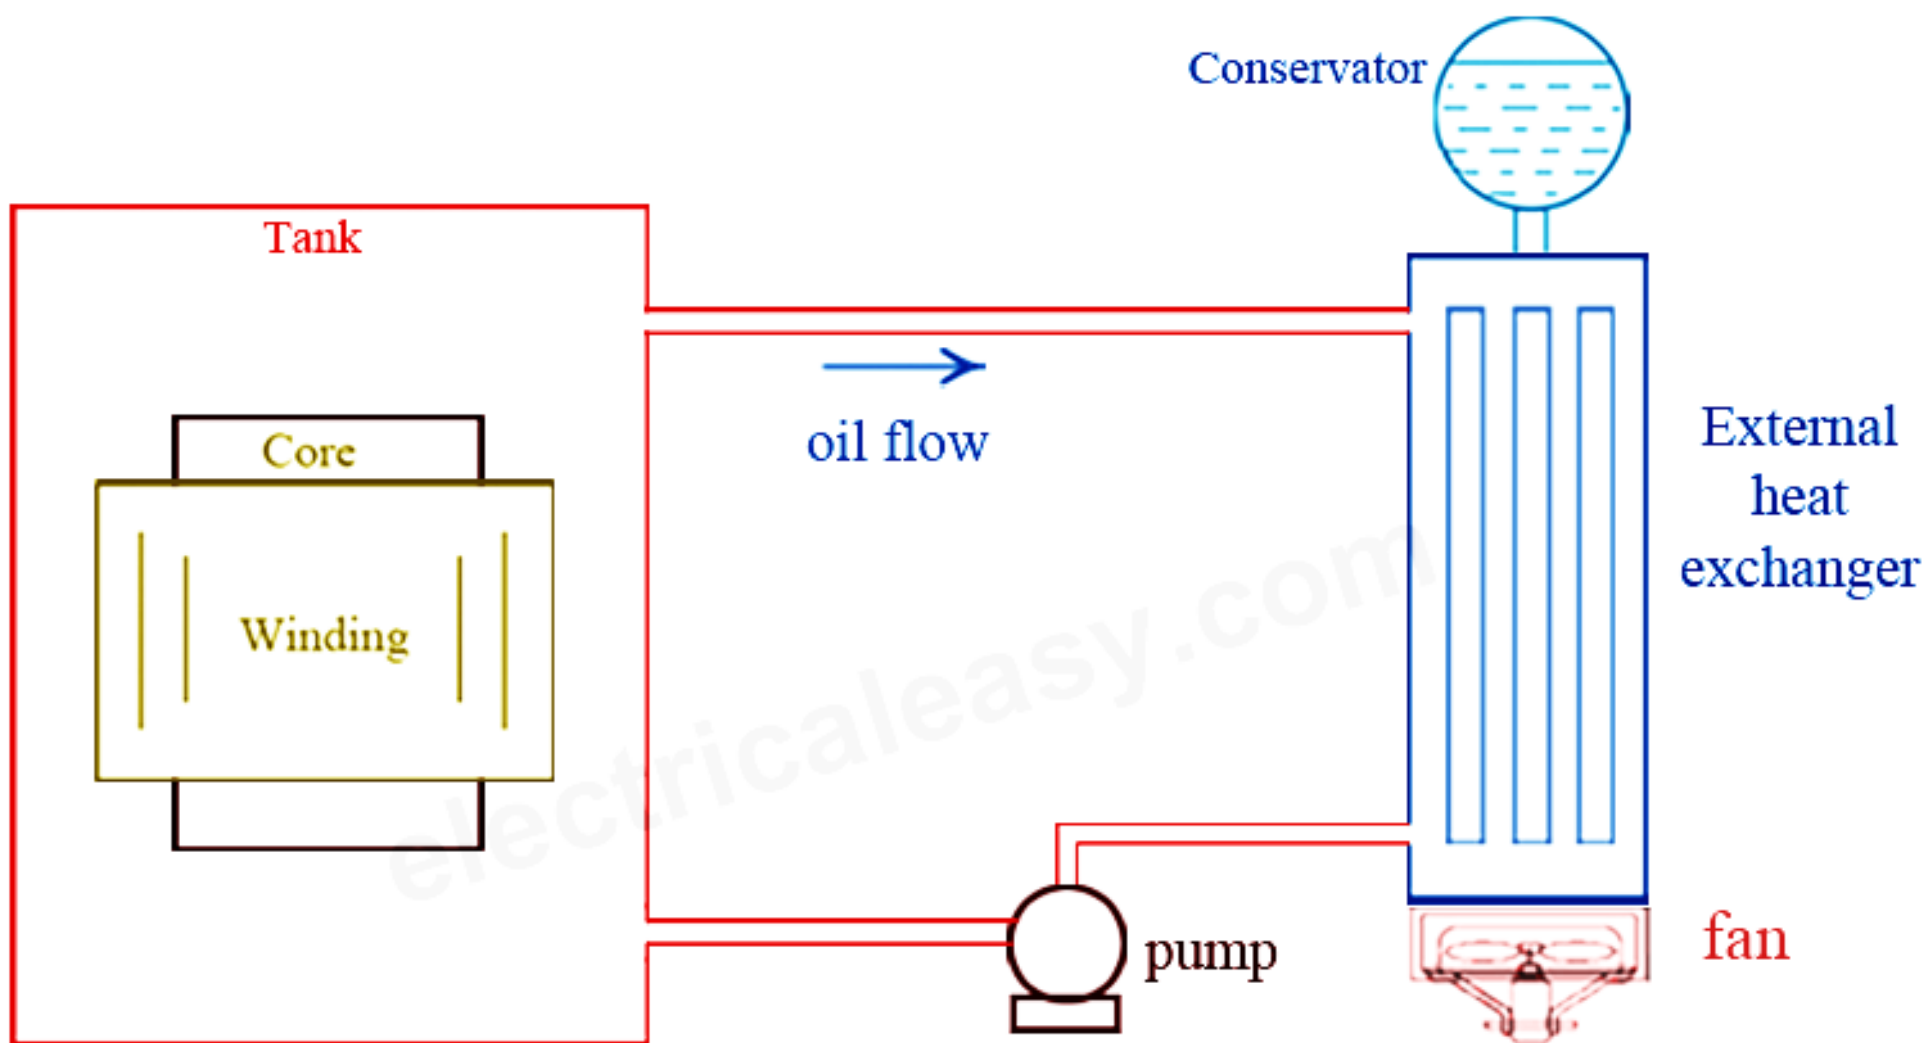 Conservator
Tank
Core
Winding
oil flow
External
heat
exchanger
electricaleasy.com
pump
fan